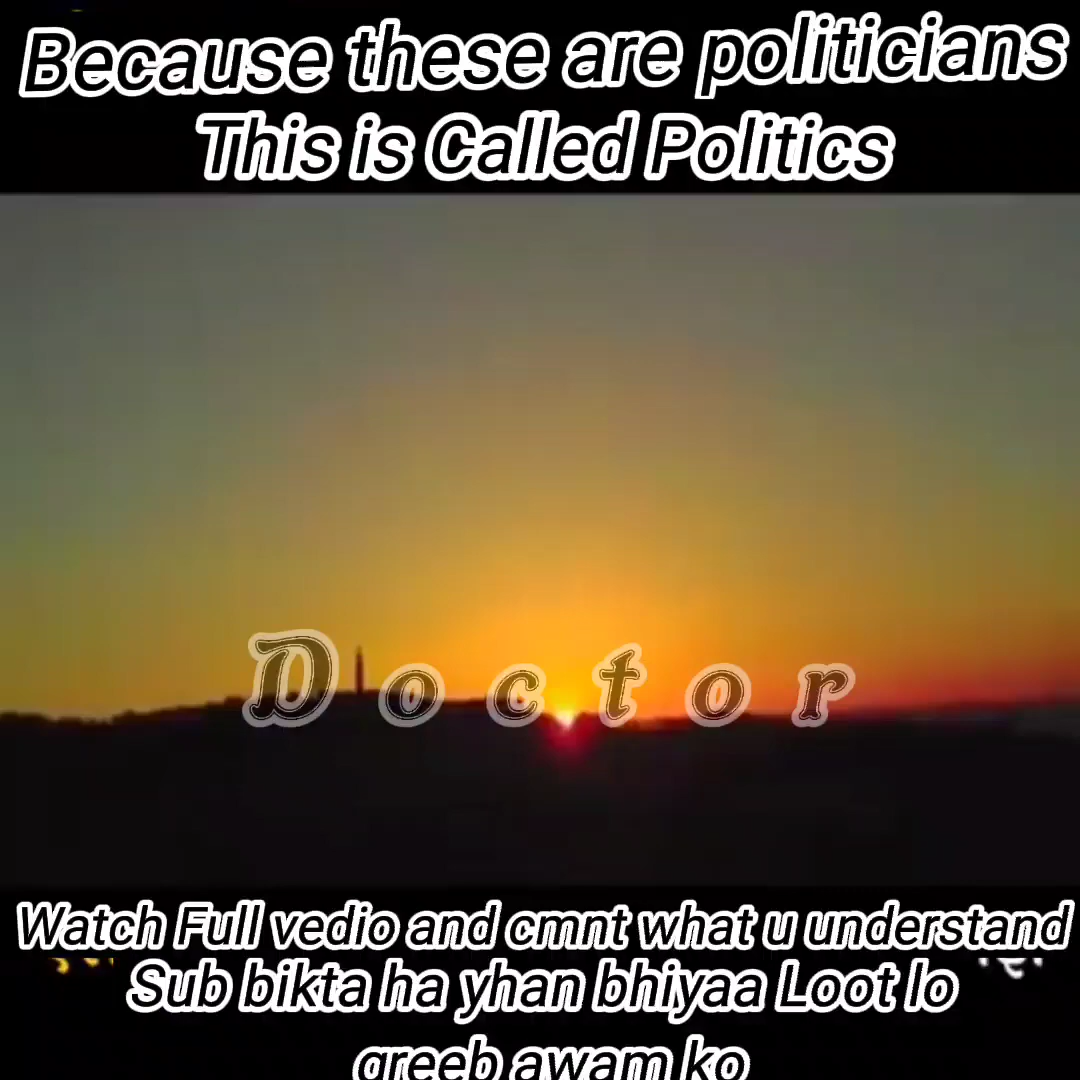 Because these are politicians
This is Called Politics
Doctor
Watch Full vedio and cmnt what u understand
Sub bikta ha yhan bhiyaa Loot lo
greeb awam ko